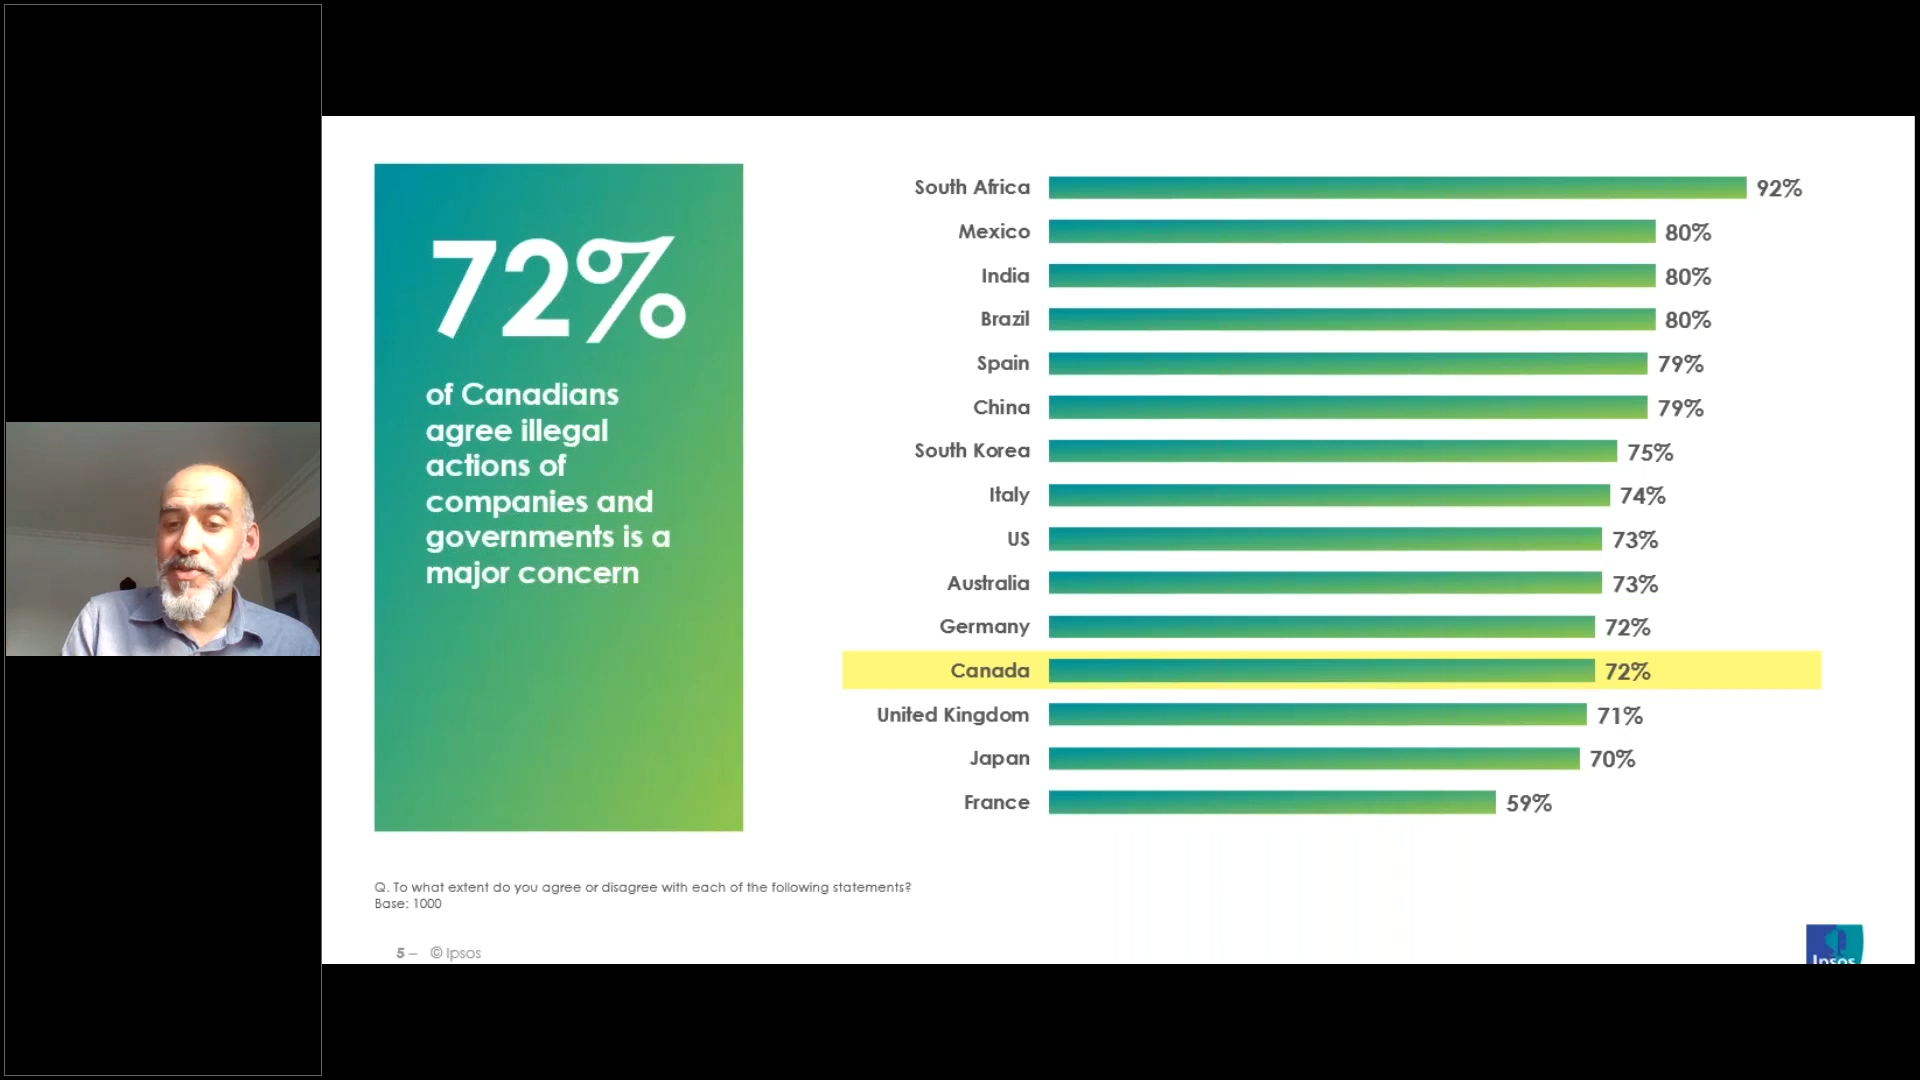 72%
of Canadians
agree illegal
actions of
companies and
governments is a
major concern
South Africa 92%
Mexico 80%
India 80%
Brazil 80%
Spain 79%
China 79%
South Korea 75%
Italy 74%
US 73%
Australia 73%
Germany 72%
Canada 72%
United Kingdom 71%
Japan 70%
France 59%
Q. To what extent do you agree or disagree with each of the following statements?
Base: 1000
5 – © Ipsos
Ipsos